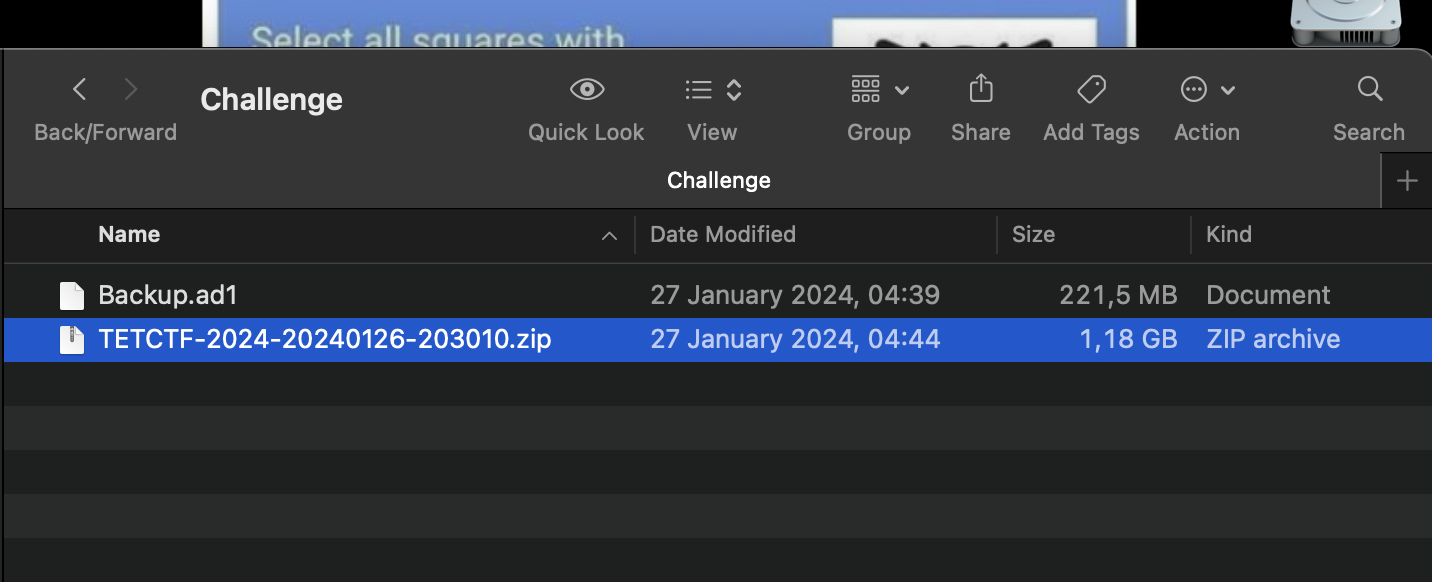 Select all squares with
Challenge
Back/Forward
Quick Look
View
Group
Share
Add Tags
Action
Search
Challenge
Name
Date Modified
Size
Kind
Backup.ad1
27 January 2024, 04:39
221,5 MB
Document
TETCTF-2024-20240126-203010.zip
27 January 2024, 04:44
1,18 GB
ZIP archive